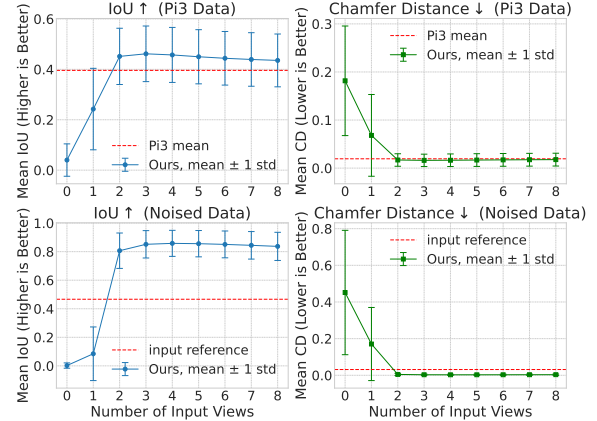 IoU ↑ (Pi3 Data)
Mean IoU (Higher is Better)
0.6
0.4
0.2
0.0
Pi3 mean
Ours, mean ± 1 std
0 1 2 3 4 5 6 7 8
Chamfer Distance ↓ (Pi3 Data)
Mean CD (Lower is Better)
0.3
0.2
0.1
0.0
Pi3 mean
Ours, mean ± 1 std
0 1 2 3 4 5 6 7 8
IoU ↑ (Noised Data)
Mean IoU (Higher is Better)
1.0
0.8
0.6
0.4
0.2
0.0
input reference
Ours, mean ± 1 std
0 1 2 3 4 5 6 7 8
Number of Input Views
Chamfer Distance ↓ (Noised Data)
Mean CD (Lower is Better)
0.8
0.6
0.4
0.2
0.0
input reference
Ours, mean ± 1 std
0 1 2 3 4 5 6 7 8
Number of Input Views